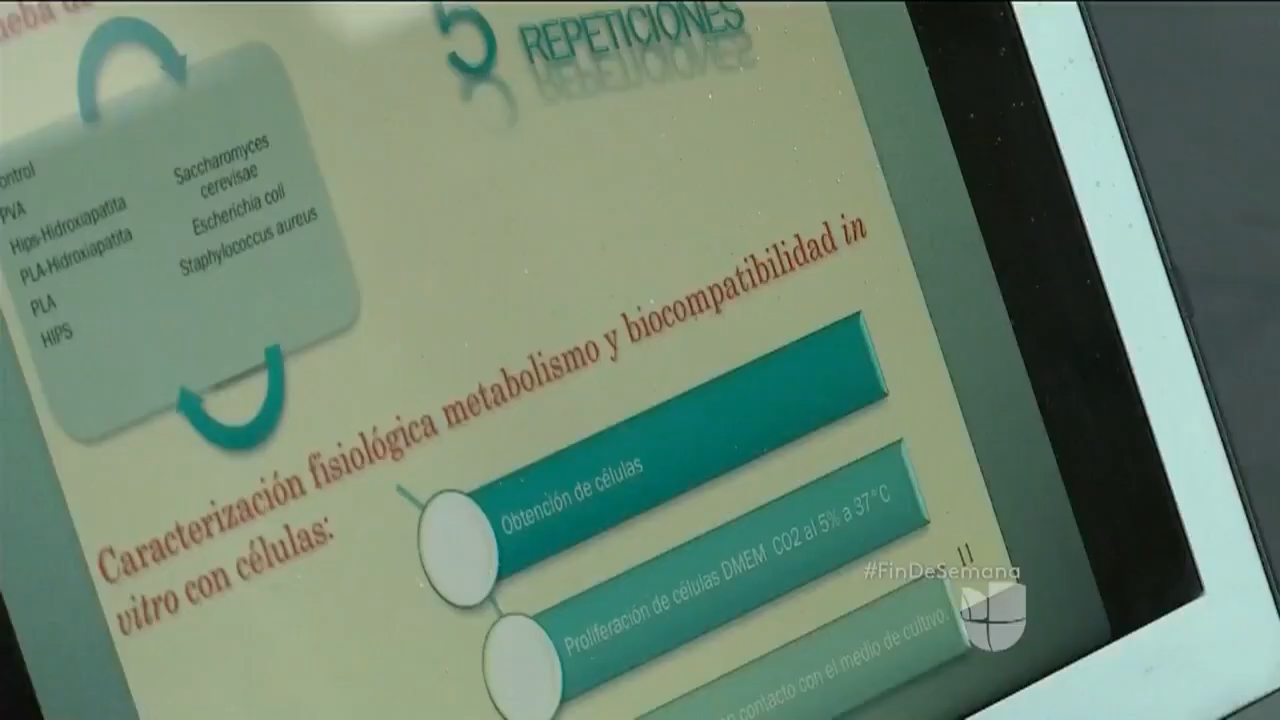 5 REPETICIONES
PVA
Hips-Hidroxiapatita
PLA-Hidroxiapatita
PLA
HIPS
Saccharomyces
cerevisae
Escherichia coli
Staphylococcus aureus
Caracterización fisiológica metabolismo y biocompatibilidad in
vitro con células:
Obtención de células
Proliferación de células DMEM CO2 al 5% a 37°C
contacto con el medio de cultivo.
11
#FinDeSemana